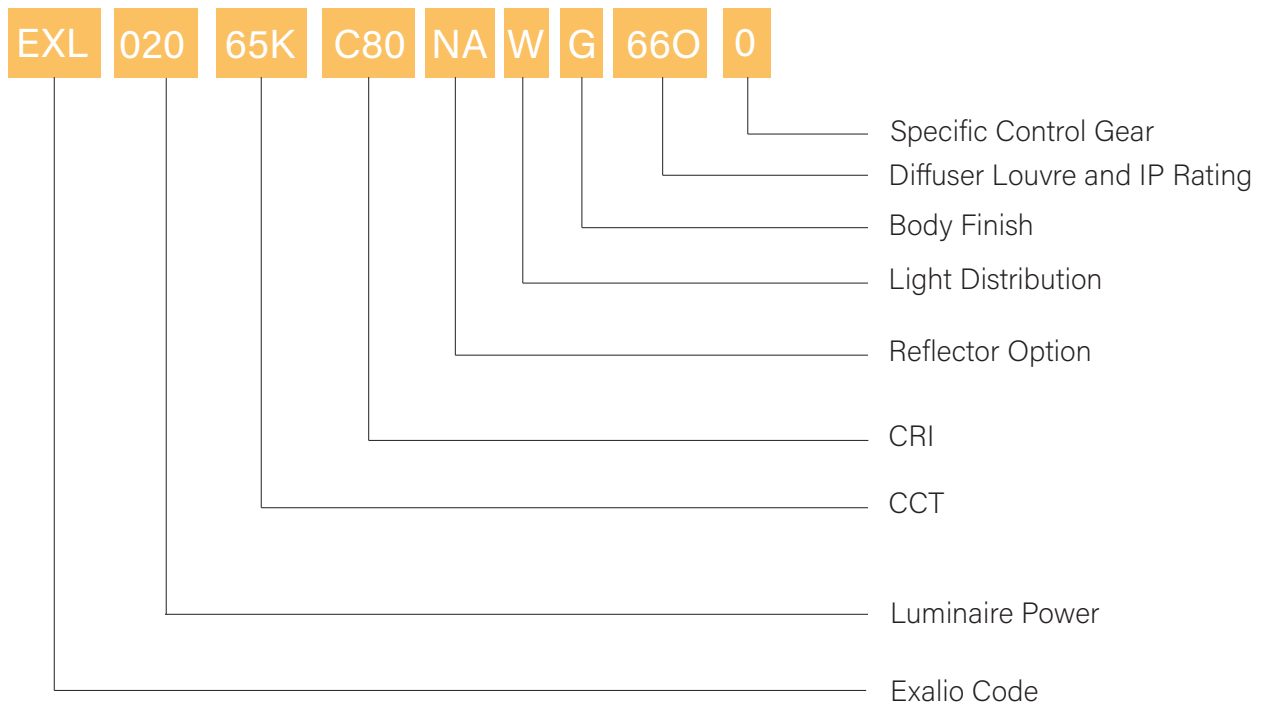 EXL 020 65K C80 NA W G 66O 0
Specific Control Gear
Diffuser Louvre and IP Rating
Body Finish
Light Distribution
Reflector Option
CRI
CCT
Luminaire Power
Exalio Code